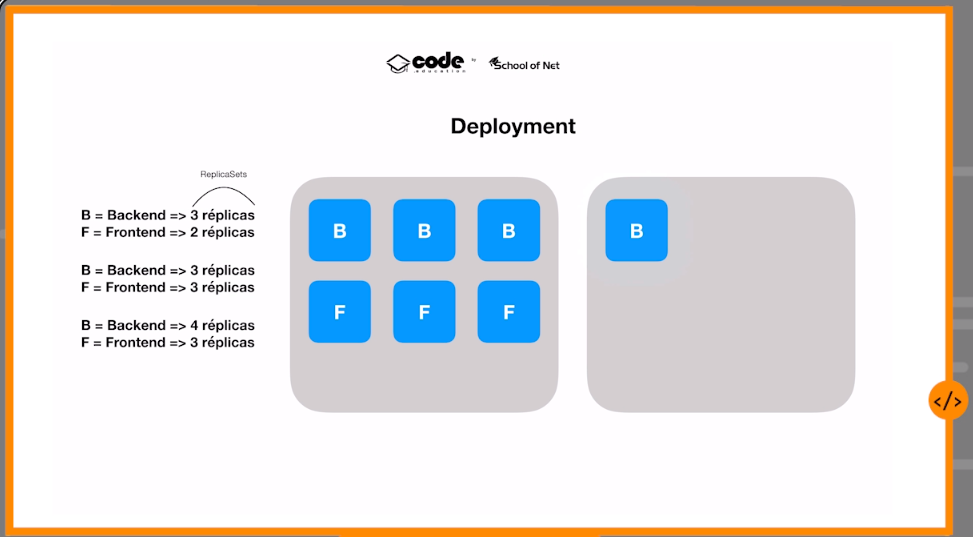 code
.education
by
School of Net
Deployment
ReplicaSets
B = Backend => 3 réplicas
F = Frontend => 2 réplicas
B = Backend => 3 réplicas
F = Frontend => 3 réplicas
B = Backend => 4 réplicas
F = Frontend => 3 réplicas
B B B
F F F
B
</>